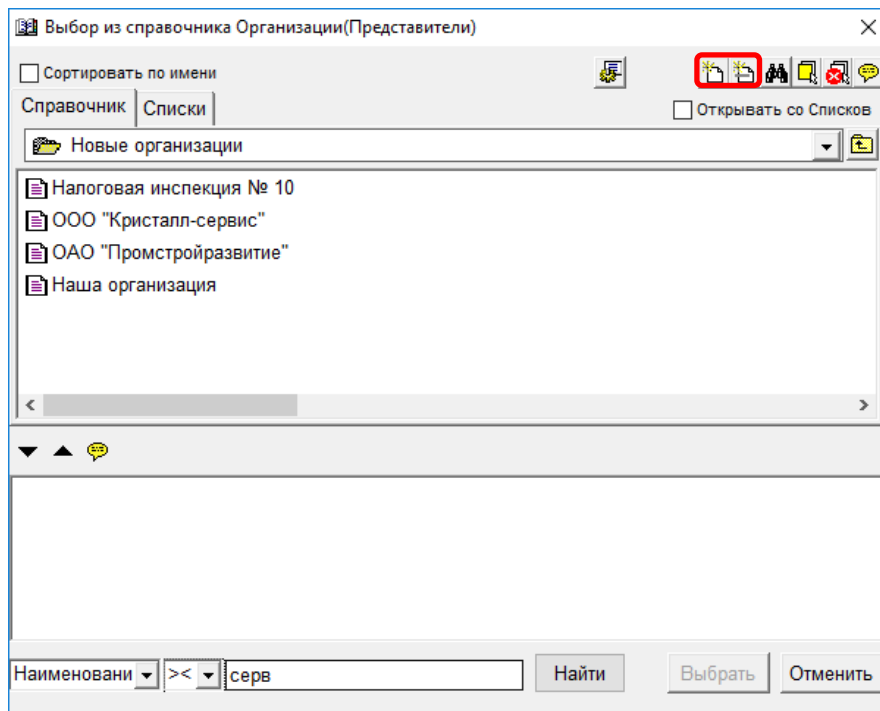 Выбор из справочника Организации(Представители)
Сортировать по имени
Справочник Списки Открывать со Списков
Новые организации
Налоговая инспекция № 10
ООО "Кристалл-сервис"
ОАО "Промстройразвитие"
Наша организация
Наименовани >< серв Найти Выбрать Отменить